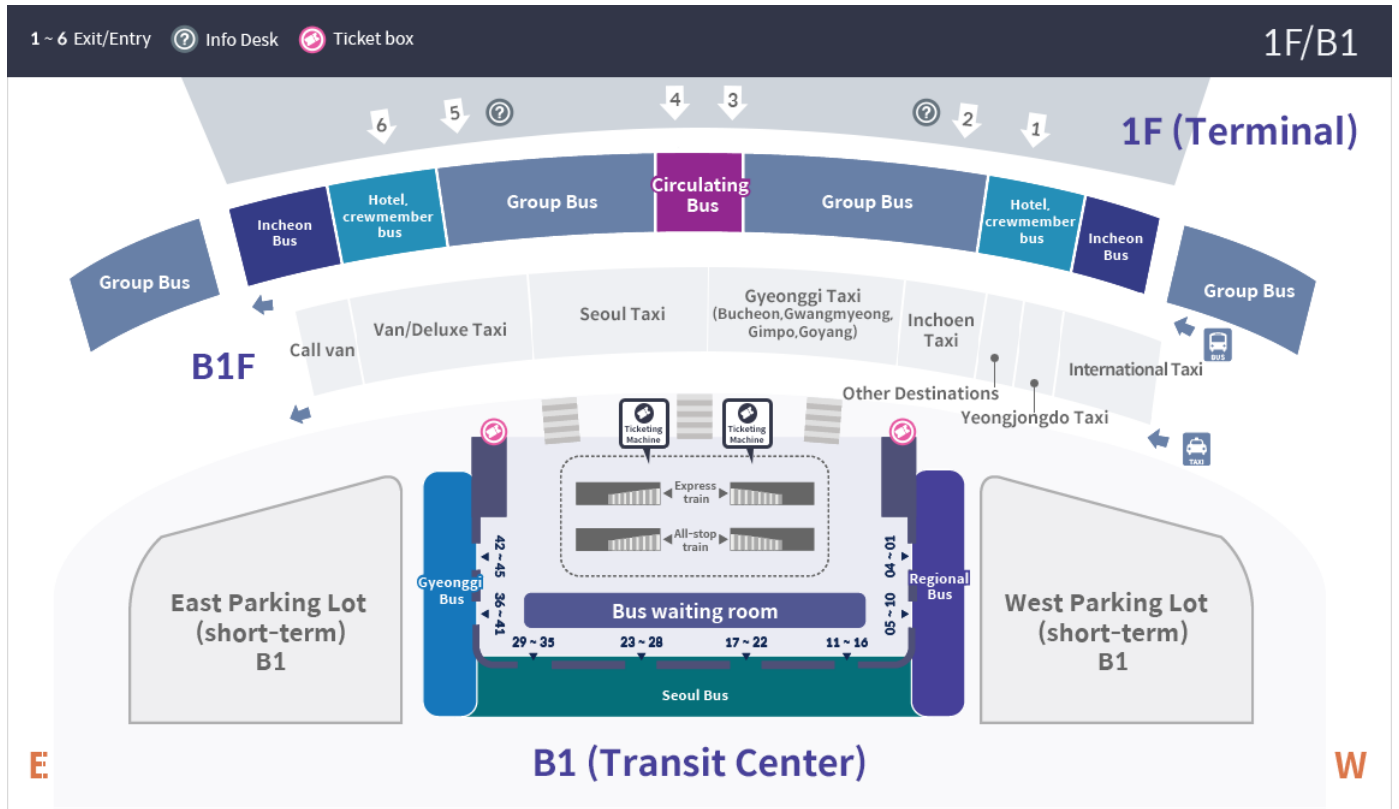 1 ~ 6 Exit/Entry
Info Desk
Ticket box
1F/B1
6
5
4
3
2
1
1F (Terminal)
Group Bus
Incheon
Bus
Hotel,
crewmember
bus
Group Bus
Circulating
Bus
Group Bus
Hotel,
crewmember
bus
Incheon
Bus
Group Bus
BUS
B1F
Call van
Van/Deluxe Taxi
Seoul Taxi
Gyeonggi Taxi
(Bucheon,Gwangmyeong,
Gimpo,Goyang)
Inchoen
Taxi
Other Destinations
Yeongjongdo Taxi
International Taxi
TAXI
Ticketing
Machine
Ticketing
Machine
Express
train
All-stop
train
42 ~ 45
36 ~ 41
04 ~ 01
05 ~ 10
Gyeonggi
Bus
Regional
Bus
Bus waiting room
29 ~ 35
23 ~ 28
17 ~ 22
11 ~ 16
Seoul Bus
East Parking Lot
(short-term)
B1
West Parking Lot
(short-term)
B1
E
B1 (Transit Center)
W